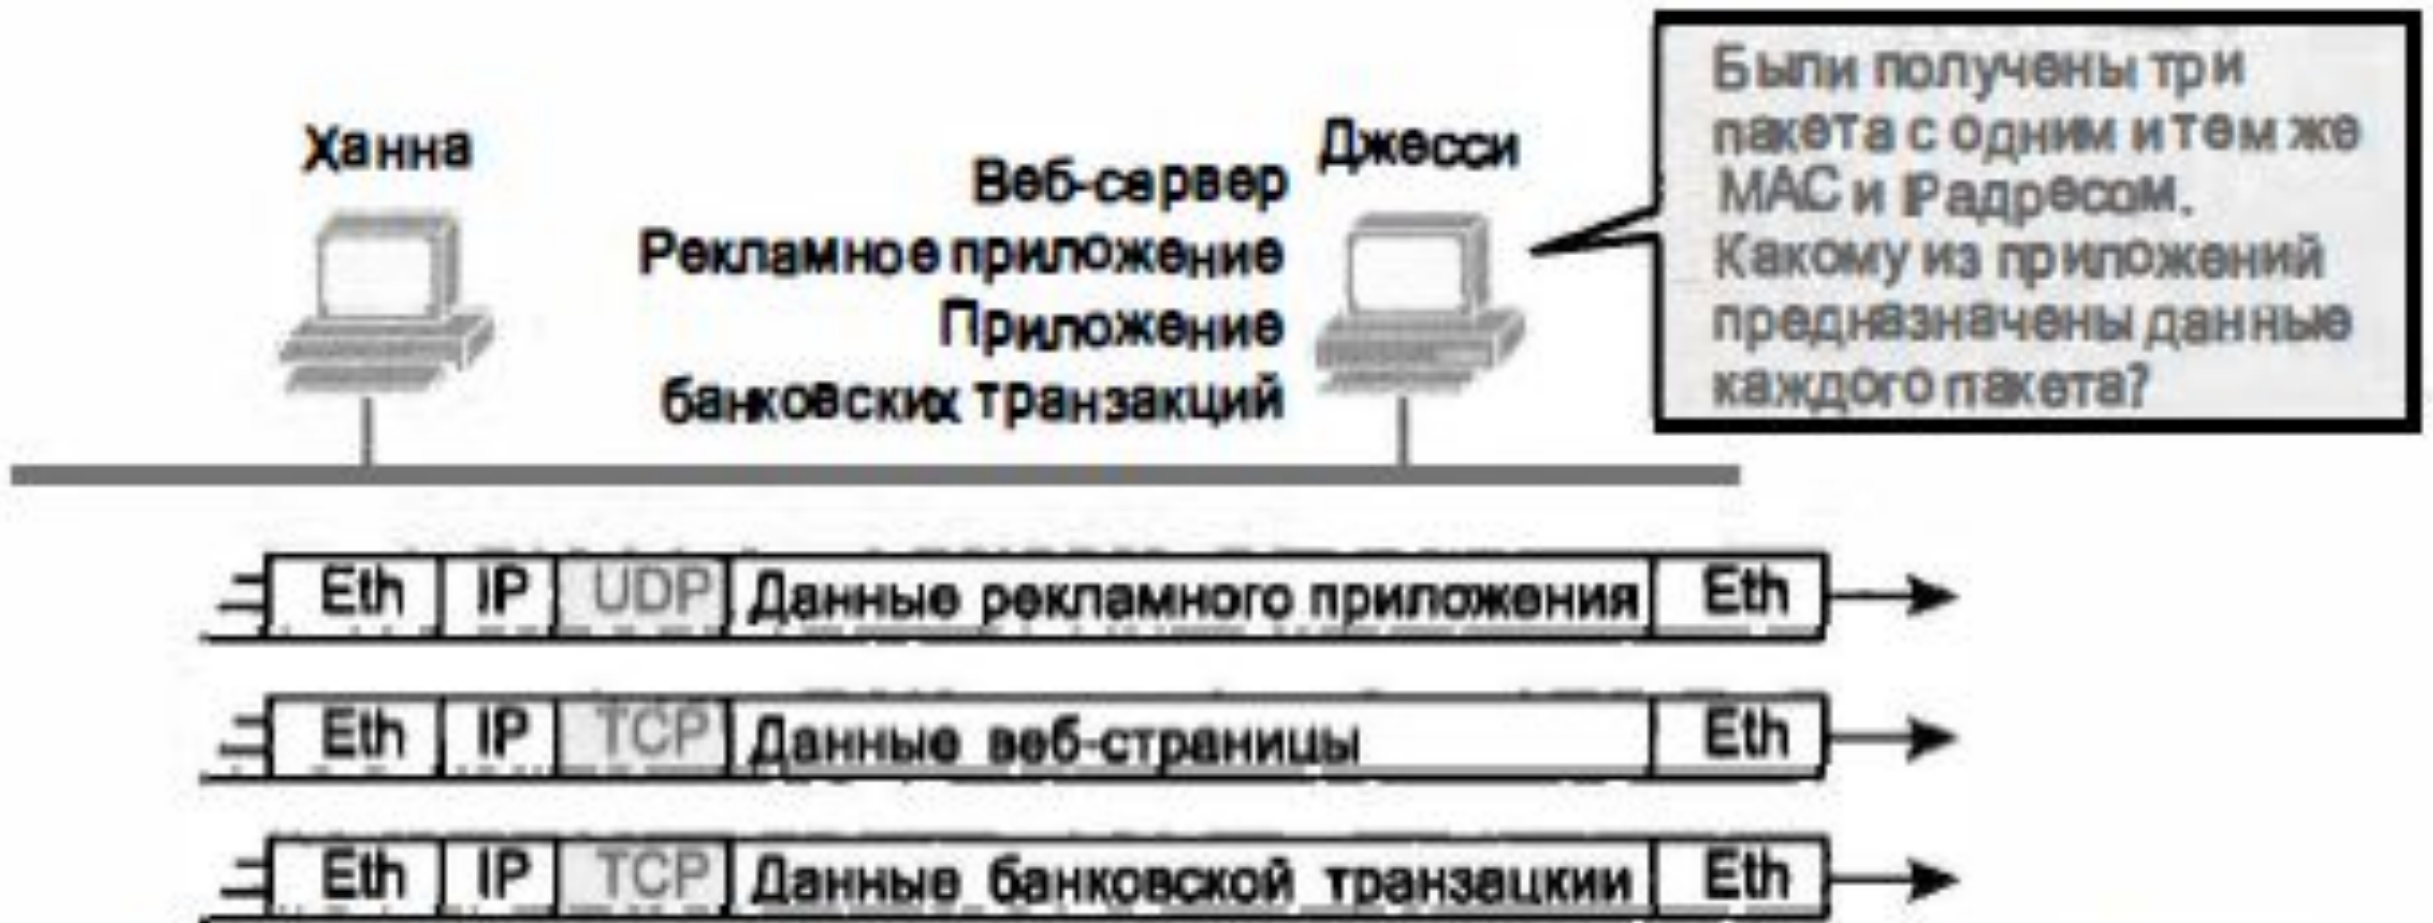 Ханна
Веб-сервер
Рекламное приложение
Приложение
банковских транзакций
Джесси
Были получены три
пакета с одним и тем же
MAC и IP адресом.
Какому из приложений
предназначены данные
каждого пакета?
Eth IP UDP Данные рекламного приложения Eth
Eth IP TCP Данные веб-страницы Eth
Eth IP TCP Данные банковской транзацкии Eth